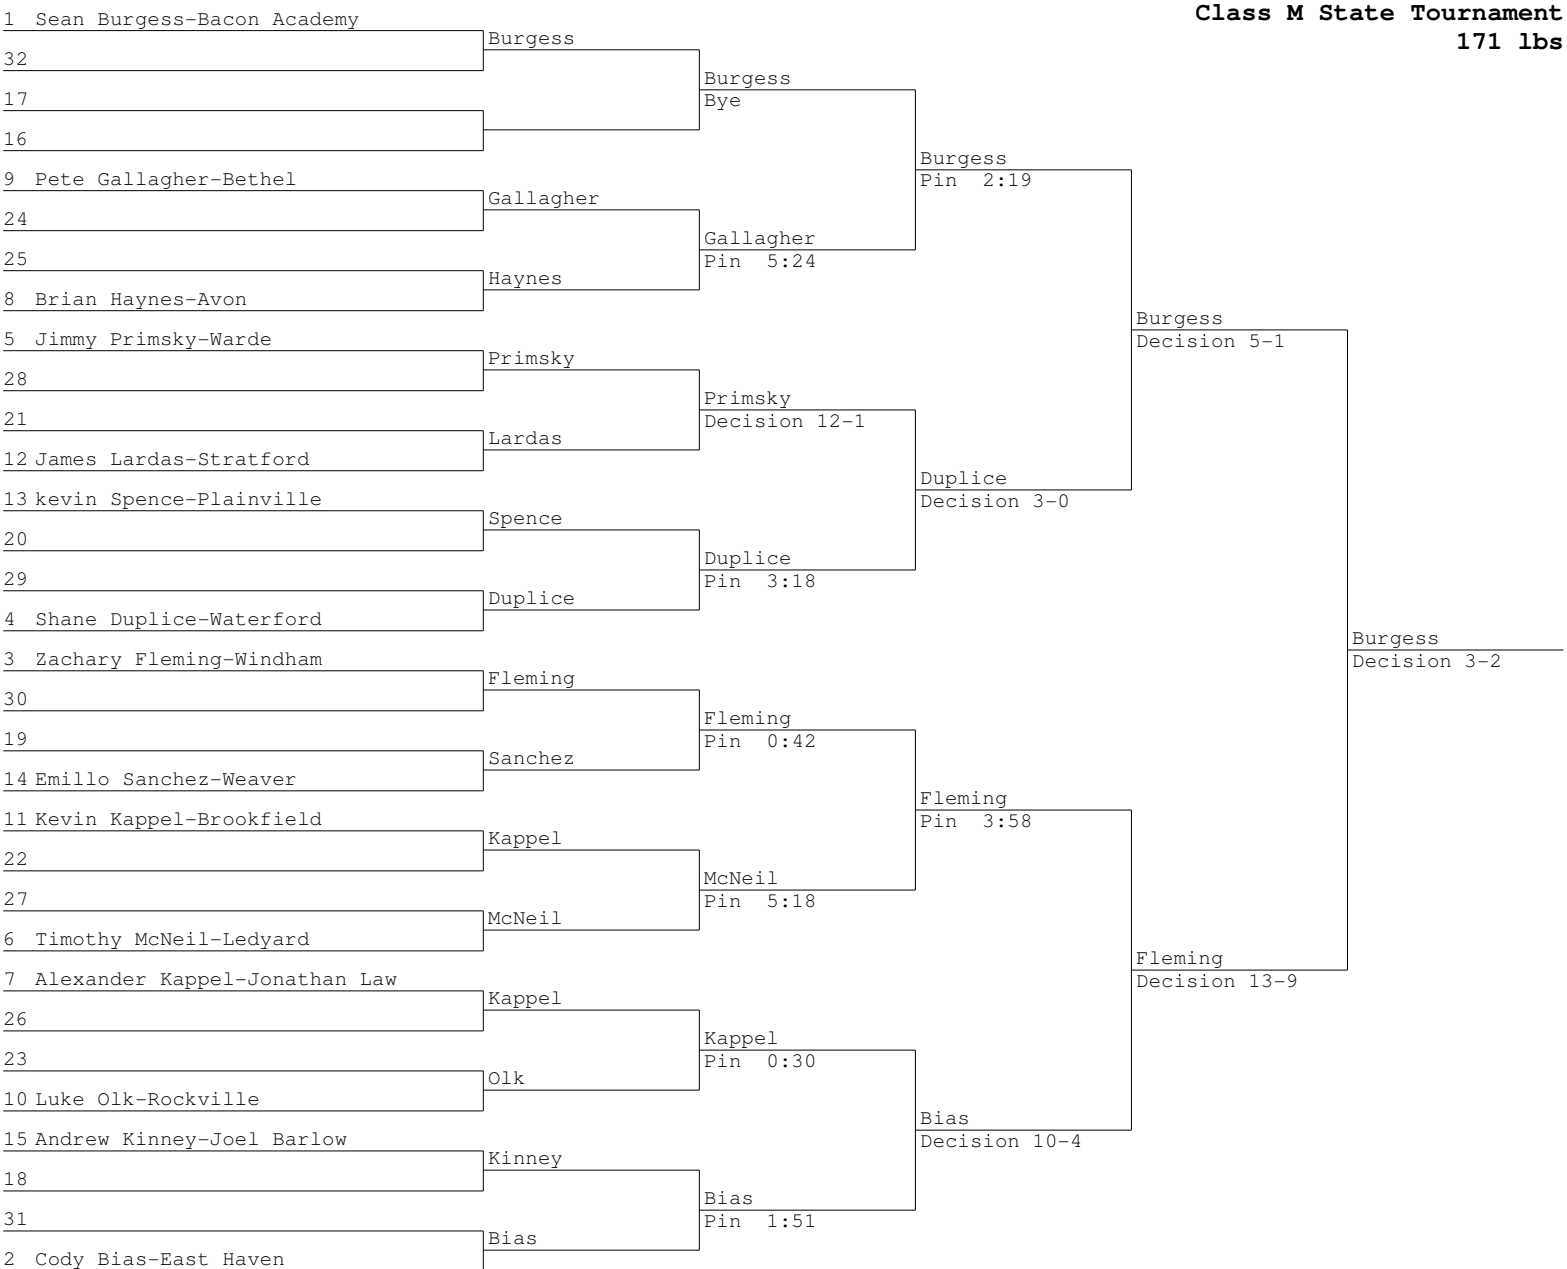 Class M State Tournament
171 lbs
1 Sean Burgess-Bacon Academy
32
17
16
9 Pete Gallagher-Bethel
24
25
8 Brian Haynes-Avon
5 Jimmy Primsky-Warde
28
21
12 James Lardas-Stratford
13 kevin Spence-Plainville
20
29
4 Shane Duplice-Waterford
3 Zachary Fleming-Windham
30
19
14 Emillo Sanchez-Weaver
11 Kevin Kappel-Brookfield
22
27
6 Timothy McNeil-Ledyard
7 Alexander Kappel-Jonathan Law
26
23
10 Luke Olk-Rockville
15 Andrew Kinney-Joel Barlow
18
31
2 Cody Bias-East Haven
Burgess
Gallagher
Haynes
Primsky
Lardas
Spence
Duplice
Fleming
Sanchez
Kappel
McNeil
Kappel
Olk
Kinney
Bias
Burgess
Bye
Gallagher
Pin 5:24
Primsky
Decision 12-1
Duplice
Pin 3:18
Fleming
Pin 0:42
McNeil
Pin 5:18
Kappel
Pin 0:30
Bias
Pin 1:51
Burgess
Pin 2:19
Duplice
Decision 3-0
Fleming
Pin 3:58
Bias
Decision 10-4
Burgess
Decision 5-1
Fleming
Decision 13-9
Burgess
Decision 3-2